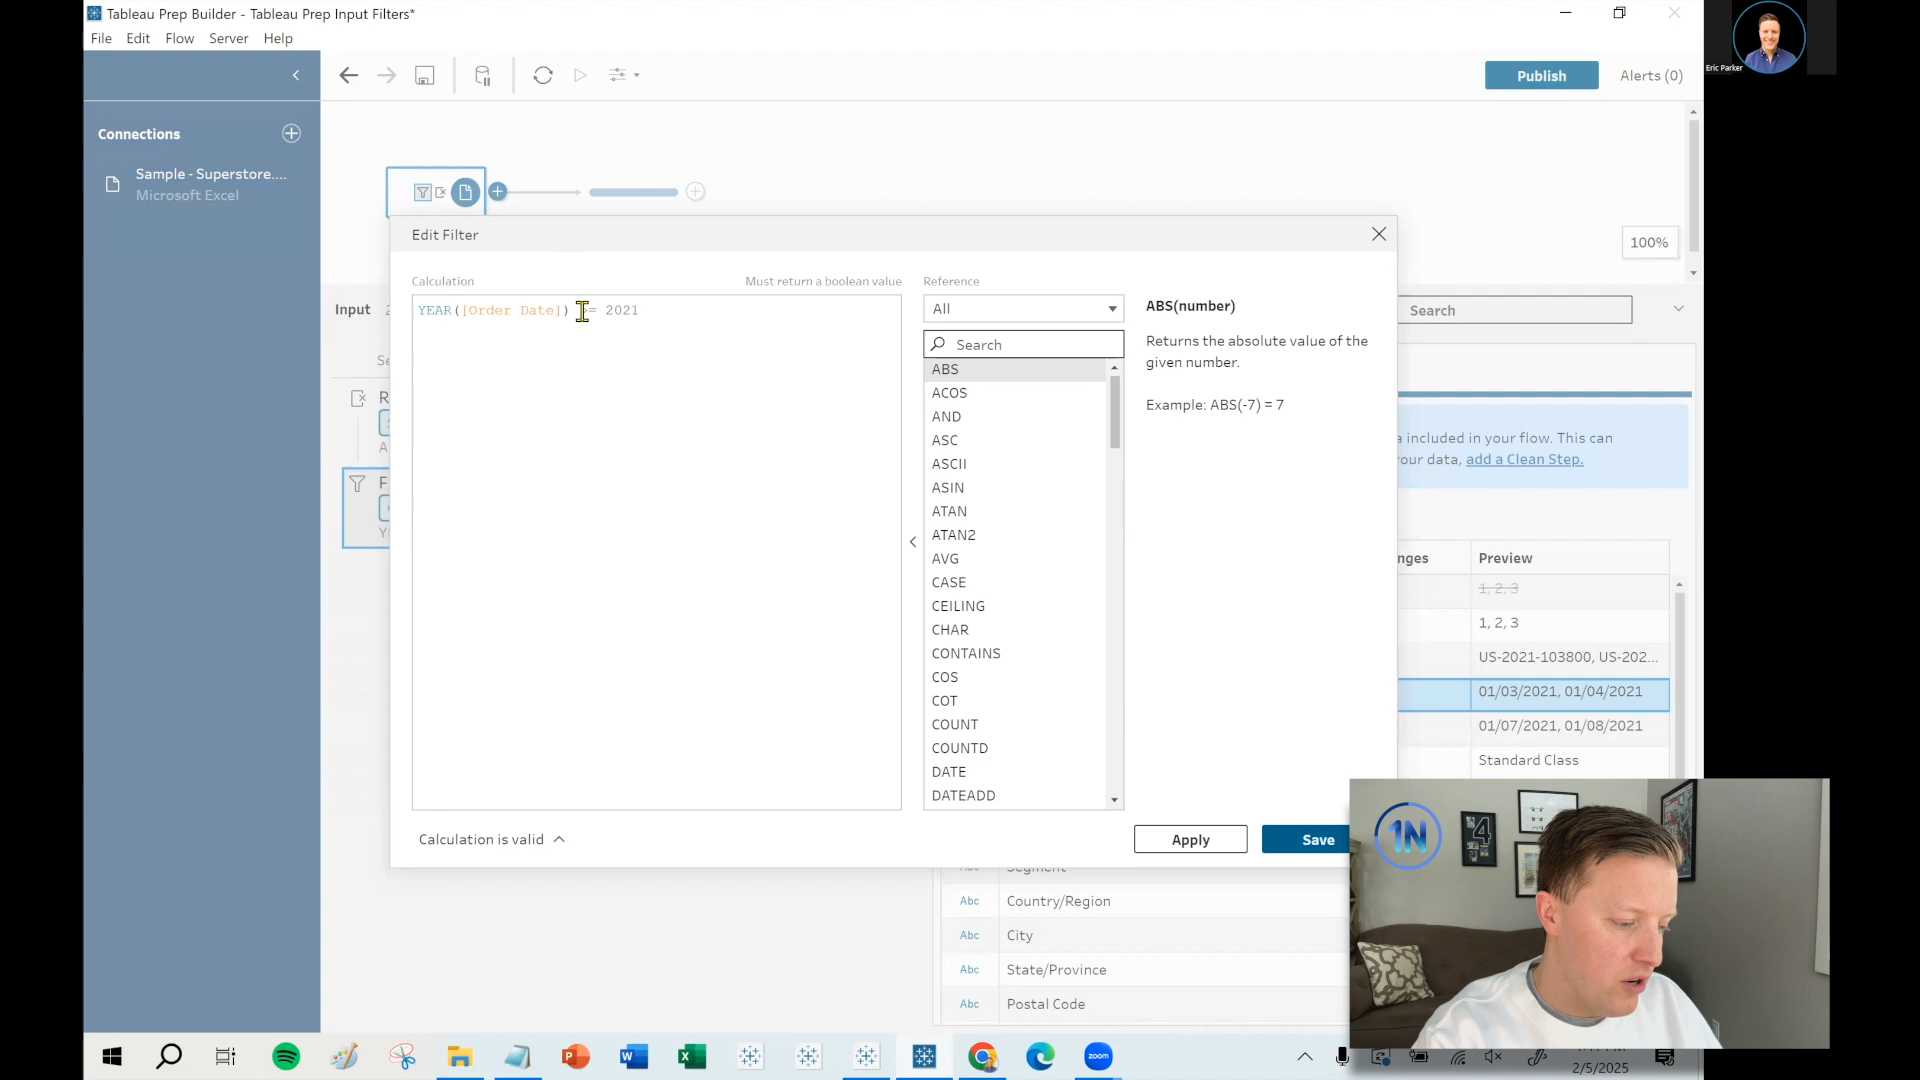 Tableau Prep Builder - Tableau Prep Input Filters*
File Edit Flow Server Help
Eric Parker
Publish
Alerts (0)
Connections
Sample - Superstore....
Microsoft Excel
100%
Edit Filter
Calculation
Must return a boolean value
Reference
YEAR([Order Date]) >= 2021
Input
All
Search
ABS
ACOS
AND
ASC
ASCII
ASIN
ATAN
ATAN2
AVG
CASE
CEILING
CHAR
CONTAINS
COS
COT
COUNT
COUNTD
DATE
DATEADD
ABS(number)
Returns the absolute value of the
given number.
Example: ABS(-7) = 7
Search
included in your flow. This can
our data, add a Clean Step.
nges
Preview
1, 2, 3
1, 2, 3
US-2021-103800, US-202...
01/03/2021, 01/04/2021
01/07/2021, 01/08/2021
Standard Class
Calculation is valid
Apply
Save
Segment
Abc Country/Region
Abc City
Abc State/Province
Abc Postal Code
1N
4
zoom
2/5/2025